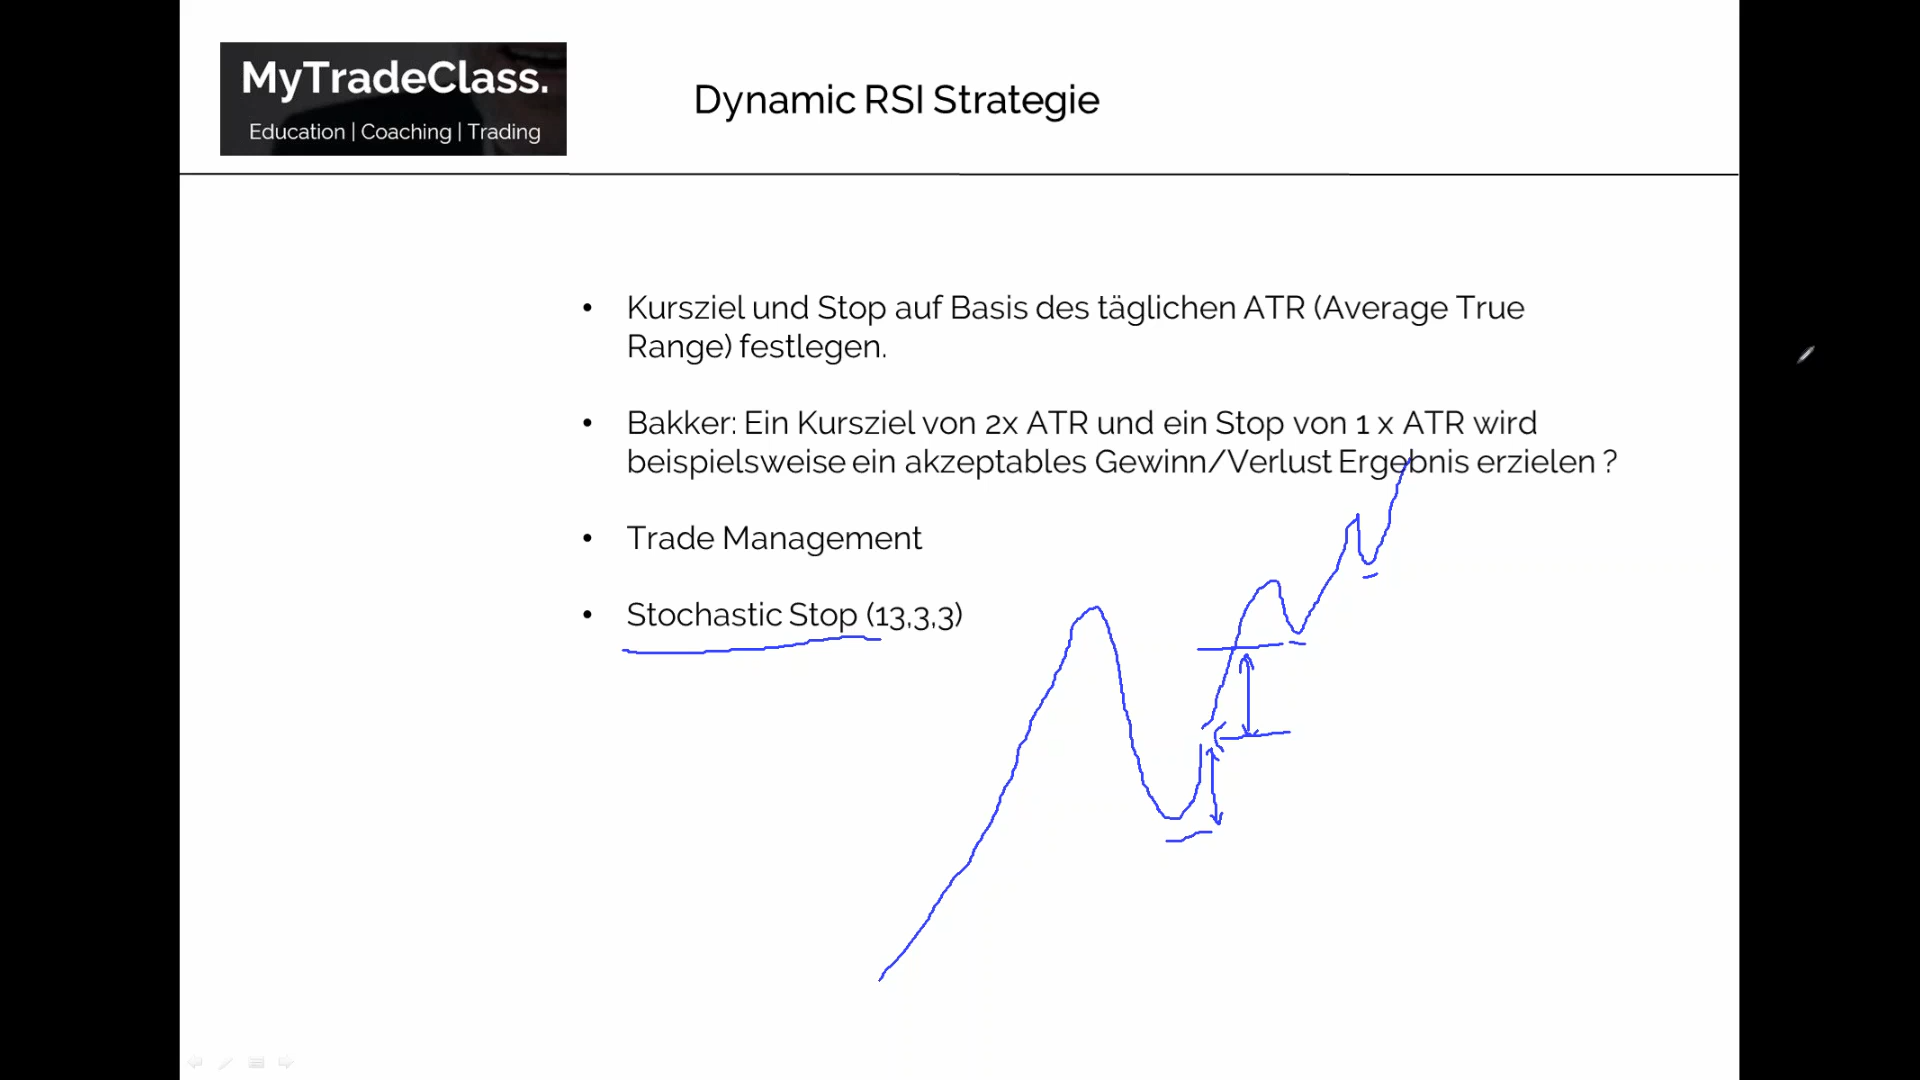 MyTradeClass.
Education | Coaching | Trading
Dynamic RSI Strategie
• Kursziel und Stop auf Basis des täglichen ATR (Average True
Range) festlegen.
• Bakker: Ein Kursziel von 2x ATR und ein Stop von 1 x ATR wird
beispielsweise ein akzeptables Gewinn/Verlust Ergebnis erzielen ?
• Trade Management
• Stochastic Stop (13,3,3)